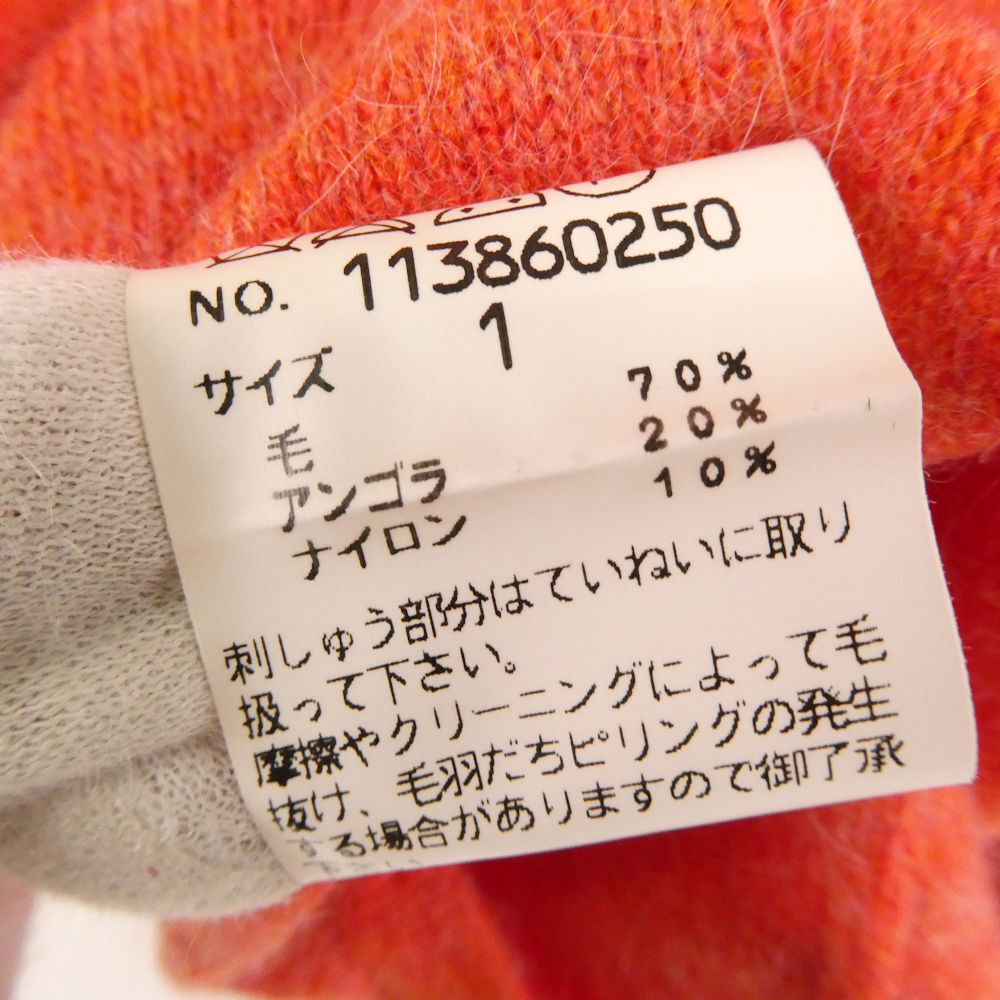 NO. 113860250
サイズ 1
毛 70%
アンゴラ 20%
ナイロン 10%
刺しゅう部分はていねいに取り
扱って下さい。
摩擦やクリーニングによって毛
抜け、毛羽だちピリングの発生
する場合がありますので御了承